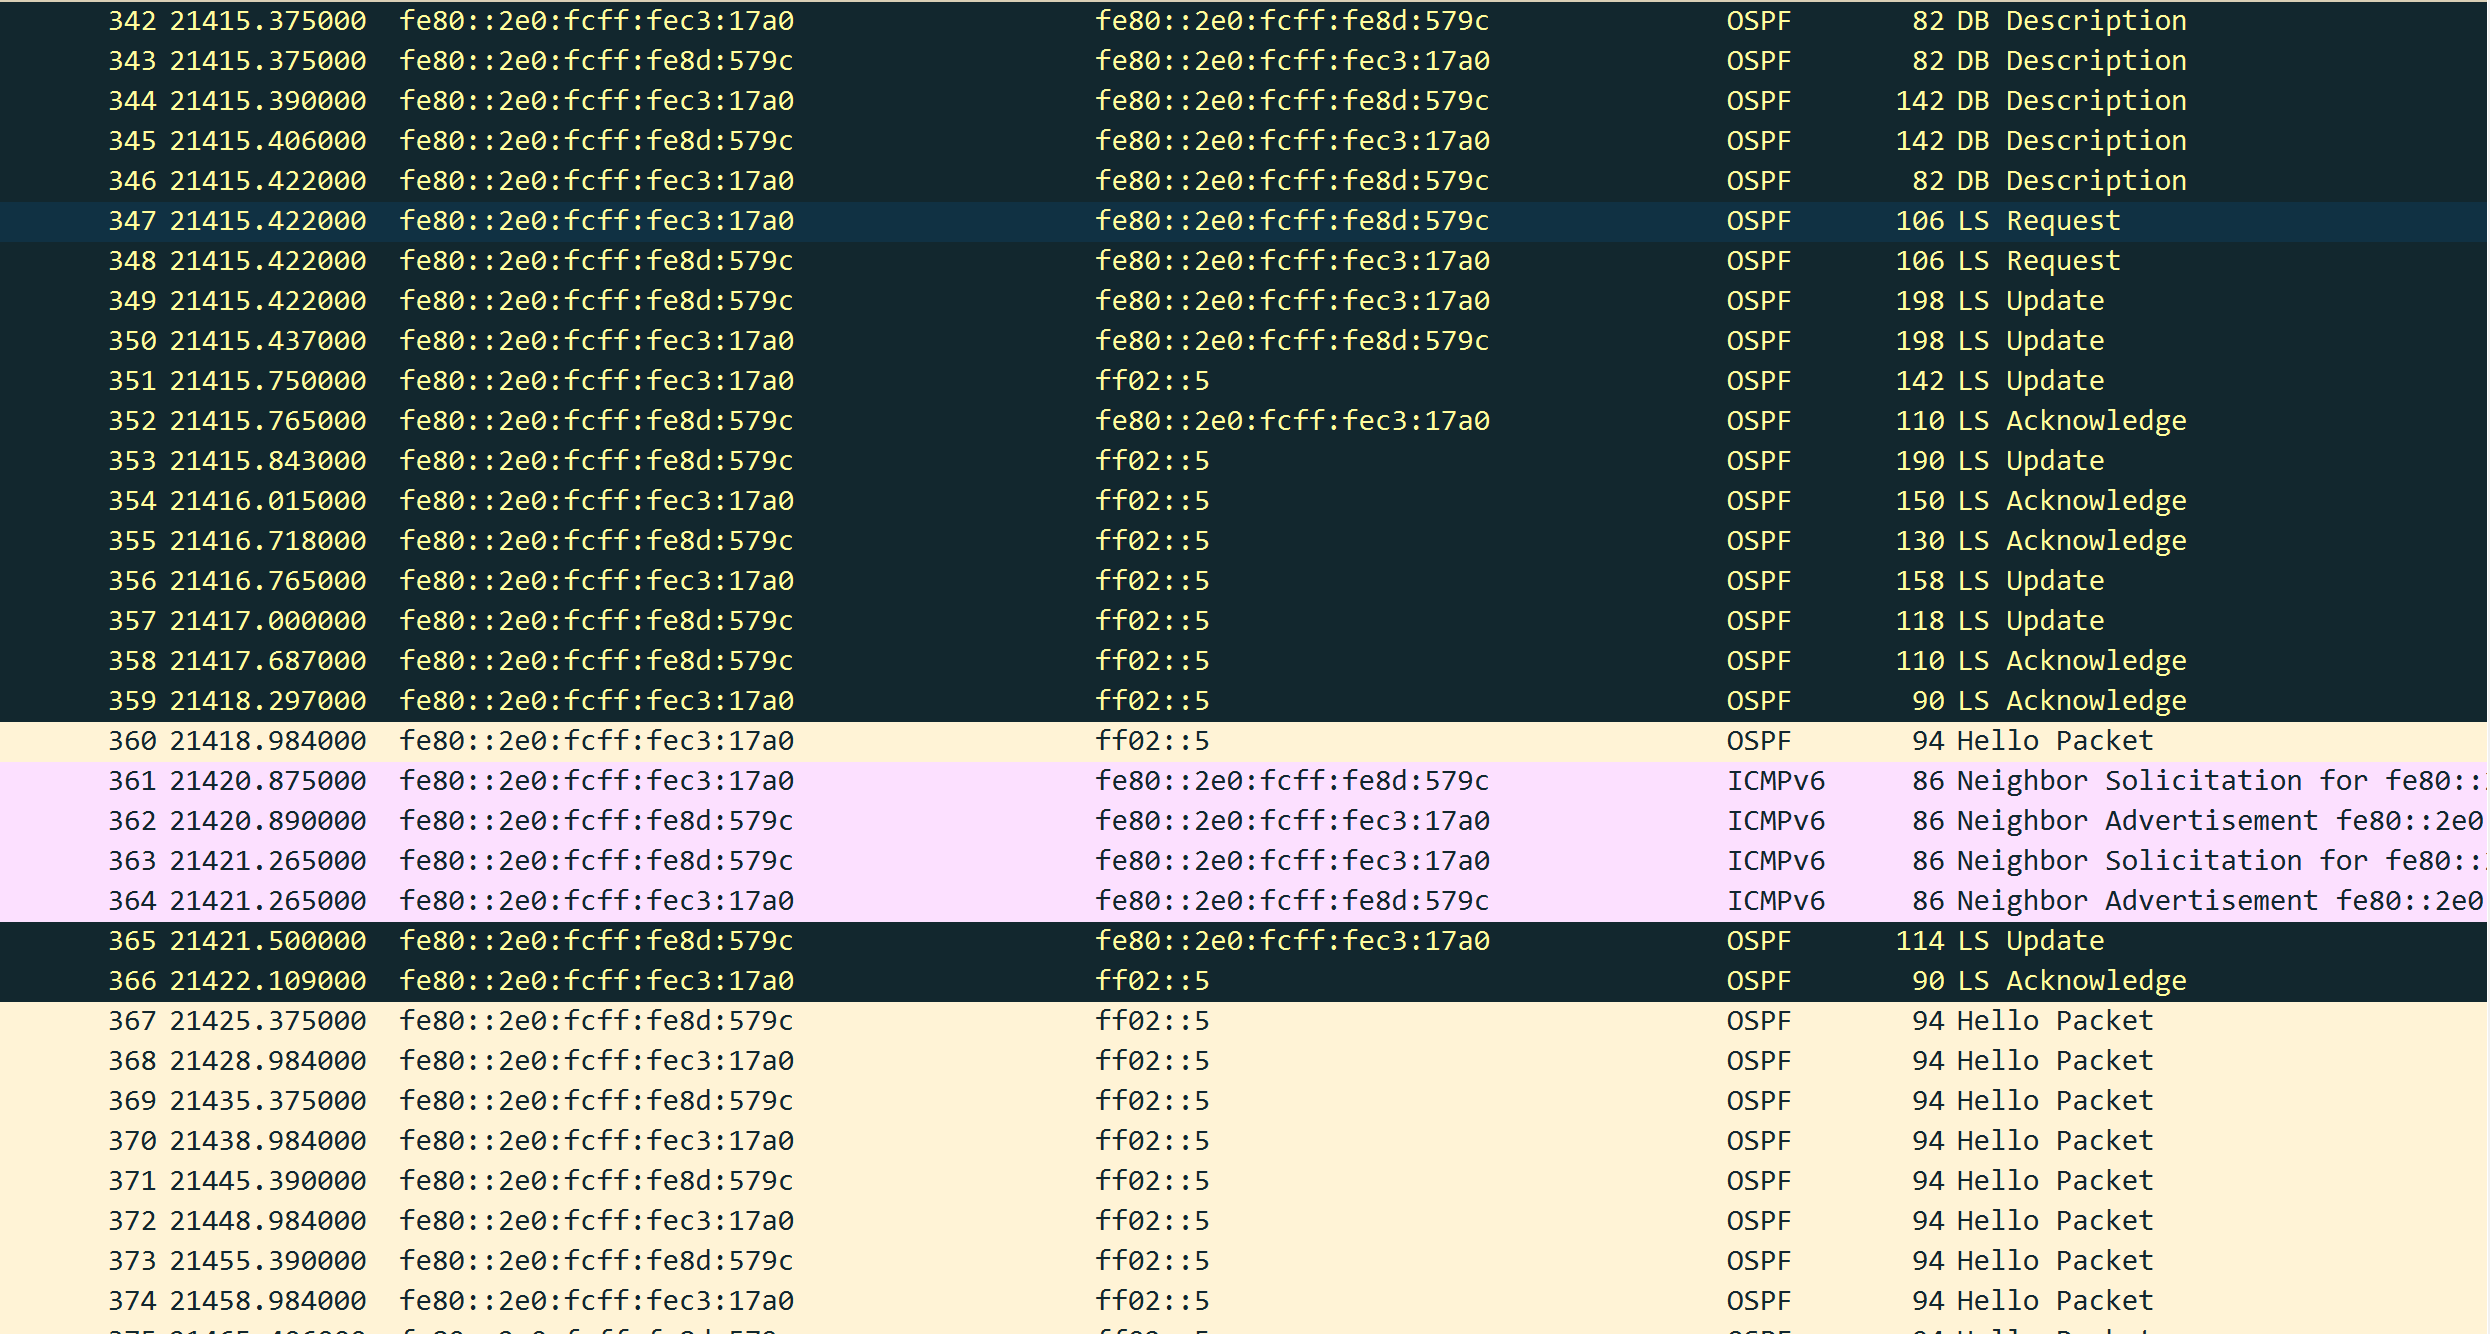 342 21415.375000 fe80::2e0:fcff:fec3:17a0 fe80::2e0:fcff:fe8d:579c OSPF 82 DB Description
343 21415.375000 fe80::2e0:fcff:fe8d:579c fe80::2e0:fcff:fec3:17a0 OSPF 82 DB Description
344 21415.390000 fe80::2e0:fcff:fec3:17a0 fe80::2e0:fcff:fe8d:579c OSPF 142 DB Description
345 21415.406000 fe80::2e0:fcff:fe8d:579c fe80::2e0:fcff:fec3:17a0 OSPF 142 DB Description
346 21415.422000 fe80::2e0:fcff:fec3:17a0 fe80::2e0:fcff:fe8d:579c OSPF 82 DB Description
347 21415.422000 fe80::2e0:fcff:fec3:17a0 fe80::2e0:fcff:fe8d:579c OSPF 106 LS Request
348 21415.422000 fe80::2e0:fcff:fe8d:579c fe80::2e0:fcff:fec3:17a0 OSPF 106 LS Request
349 21415.422000 fe80::2e0:fcff:fe8d:579c fe80::2e0:fcff:fec3:17a0 OSPF 198 LS Update
350 21415.437000 fe80::2e0:fcff:fec3:17a0 fe80::2e0:fcff:fe8d:579c OSPF 198 LS Update
351 21415.750000 fe80::2e0:fcff:fec3:17a0 ff02::5 OSPF 142 LS Update
352 21415.765000 fe80::2e0:fcff:fe8d:579c fe80::2e0:fcff:fec3:17a0 OSPF 110 LS Acknowledge
353 21415.843000 fe80::2e0:fcff:fe8d:579c ff02::5 OSPF 190 LS Update
354 21416.015000 fe80::2e0:fcff:fec3:17a0 ff02::5 OSPF 150 LS Acknowledge
355 21416.718000 fe80::2e0:fcff:fe8d:579c ff02::5 OSPF 130 LS Acknowledge
356 21416.765000 fe80::2e0:fcff:fec3:17a0 ff02::5 OSPF 158 LS Update
357 21417.000000 fe80::2e0:fcff:fe8d:579c ff02::5 OSPF 118 LS Update
358 21417.687000 fe80::2e0:fcff:fe8d:579c ff02::5 OSPF 110 LS Acknowledge
359 21418.297000 fe80::2e0:fcff:fec3:17a0 ff02::5 OSPF 90 LS Acknowledge
360 21418.984000 fe80::2e0:fcff:fec3:17a0 ff02::5 OSPF 94 Hello Packet
361 21420.875000 fe80::2e0:fcff:fec3:17a0 fe80::2e0:fcff:fe8d:579c ICMPv6 86 Neighbor Solicitation for fe80::
362 21420.890000 fe80::2e0:fcff:fe8d:579c fe80::2e0:fcff:fec3:17a0 ICMPv6 86 Neighbor Advertisement fe80::2e0
363 21421.265000 fe80::2e0:fcff:fe8d:579c fe80::2e0:fcff:fec3:17a0 ICMPv6 86 Neighbor Solicitation for fe80::
364 21421.265000 fe80::2e0:fcff:fec3:17a0 fe80::2e0:fcff:fe8d:579c ICMPv6 86 Neighbor Advertisement fe80::2e0
365 21421.500000 fe80::2e0:fcff:fe8d:579c fe80::2e0:fcff:fec3:17a0 OSPF 114 LS Update
366 21422.109000 fe80::2e0:fcff:fec3:17a0 ff02::5 OSPF 90 LS Acknowledge
367 21425.375000 fe80::2e0:fcff:fe8d:579c ff02::5 OSPF 94 Hello Packet
368 21428.984000 fe80::2e0:fcff:fec3:17a0 ff02::5 OSPF 94 Hello Packet
369 21435.375000 fe80::2e0:fcff:fe8d:579c ff02::5 OSPF 94 Hello Packet
370 21438.984000 fe80::2e0:fcff:fec3:17a0 ff02::5 OSPF 94 Hello Packet
371 21445.390000 fe80::2e0:fcff:fe8d:579c ff02::5 OSPF 94 Hello Packet
372 21448.984000 fe80::2e0:fcff:fec3:17a0 ff02::5 OSPF 94 Hello Packet
373 21455.390000 fe80::2e0:fcff:fe8d:579c ff02::5 OSPF 94 Hello Packet
374 21458.984000 fe80::2e0:fcff:fec3:17a0 ff02::5 OSPF 94 Hello Packet